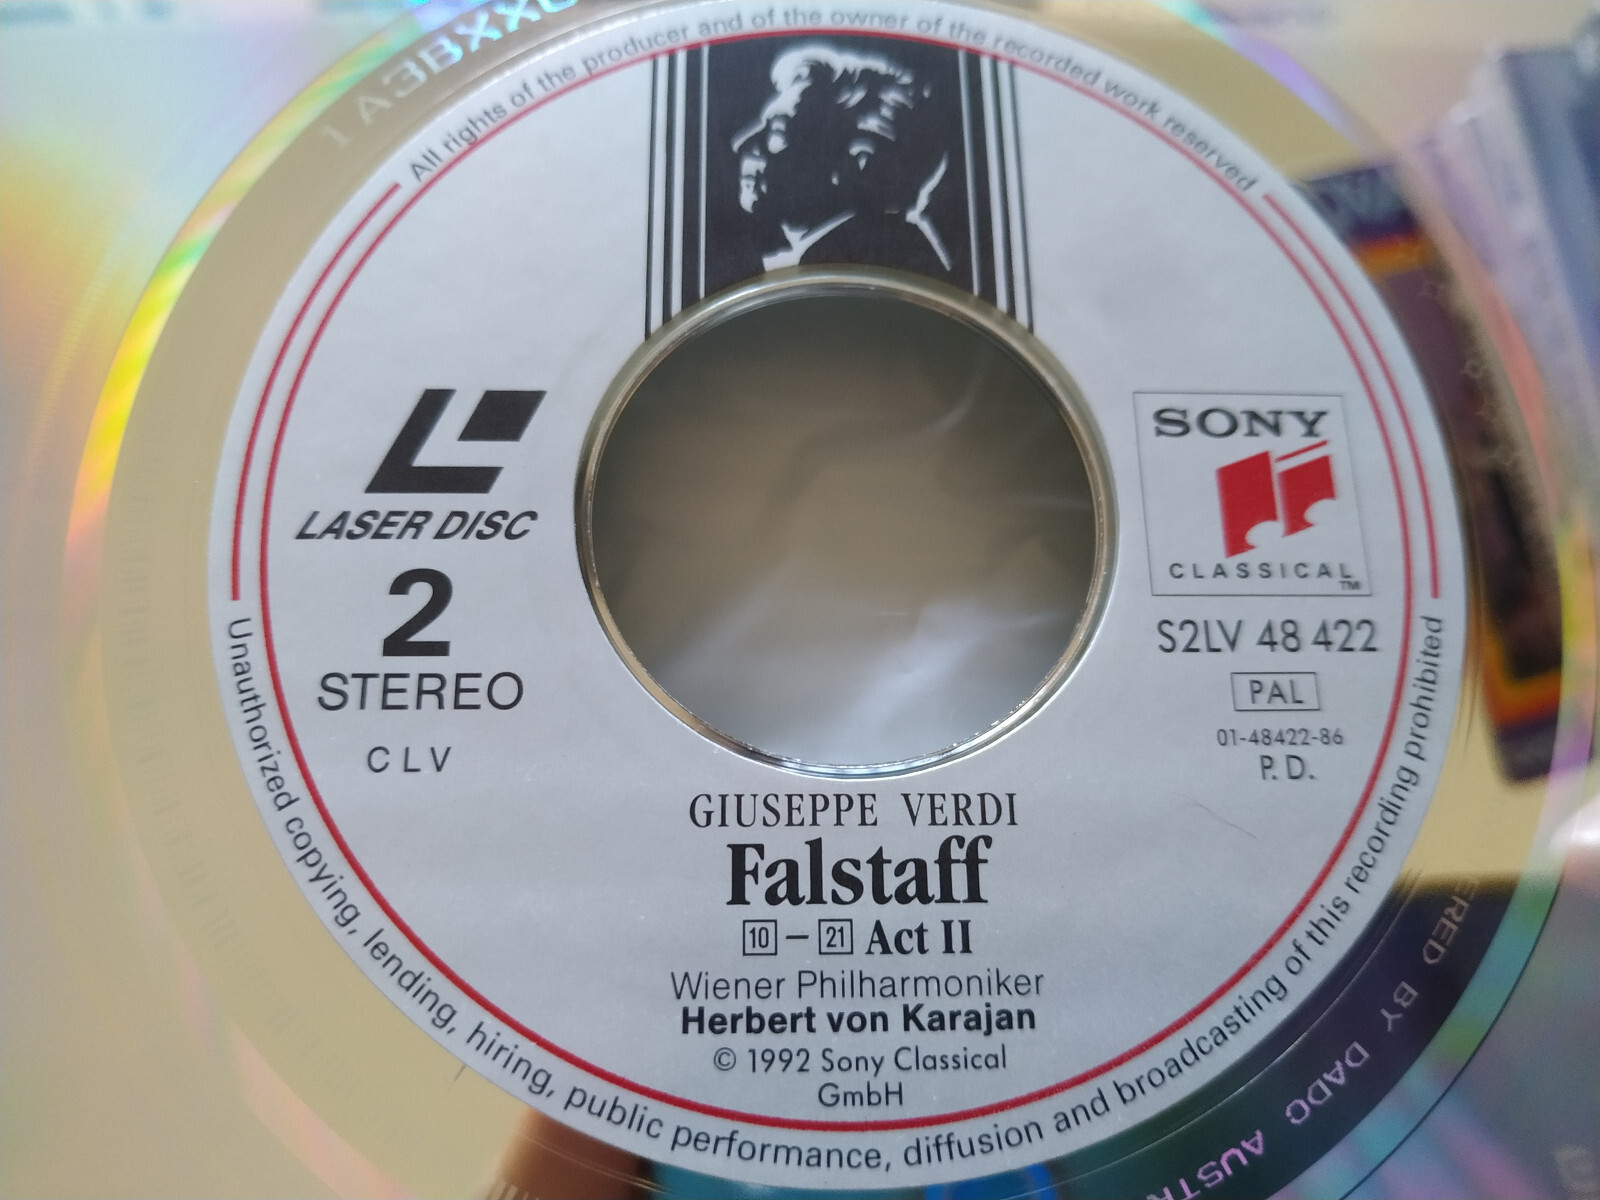 1 A3BXX
All rights of the producer and of the owner of the recorded work reserved
LASER DISC
2
STEREO
CLV
SONY
CLASSICAL TM
S2LV 48 422
PAL
01-48422-86
P. D.
GIUSEPPE VERDI
Falstaff
10 – 21 Act II
Wiener Philharmoniker
Herbert von Karajan
© 1992 Sony Classical
GmbH
Unauthorized copying, lending, hiring, public performance, diffusion and broadcasting of this recording prohibited
BY DADC